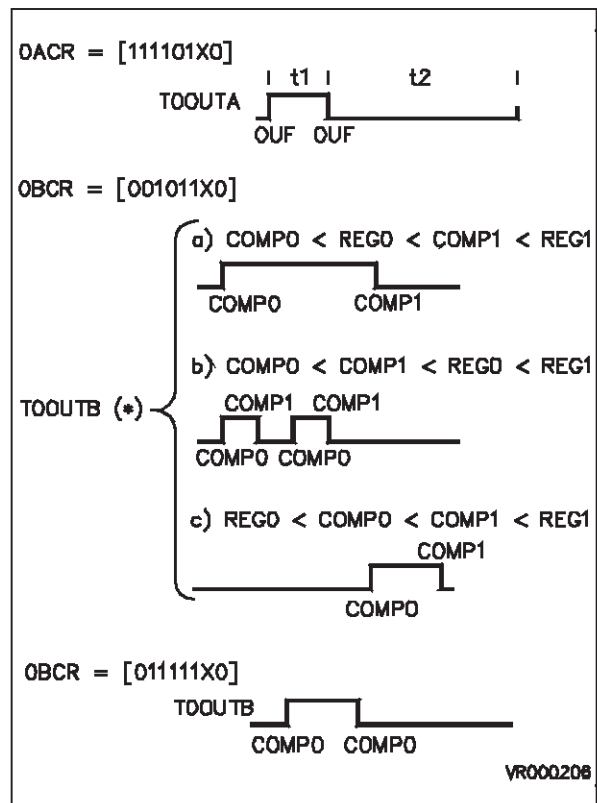 OACR = [111101X0]
t1 t2
TOOUTA
OUF OUF
OBCR = [001011X0]
a) COMP0 < REG0 < COMP1 < REG1
COMP0 COMP1
b) COMP0 < COMP1 < REG0 < REG1
TOOUTB (*)
COMP1 COMP1
COMP0 COMP0
c) REG0 < COMP0 < COMP1 < REG1
COMP1
COMP0
OBCR = [011111X0]
TOOUTB
COMP0 COMP0
VR000206